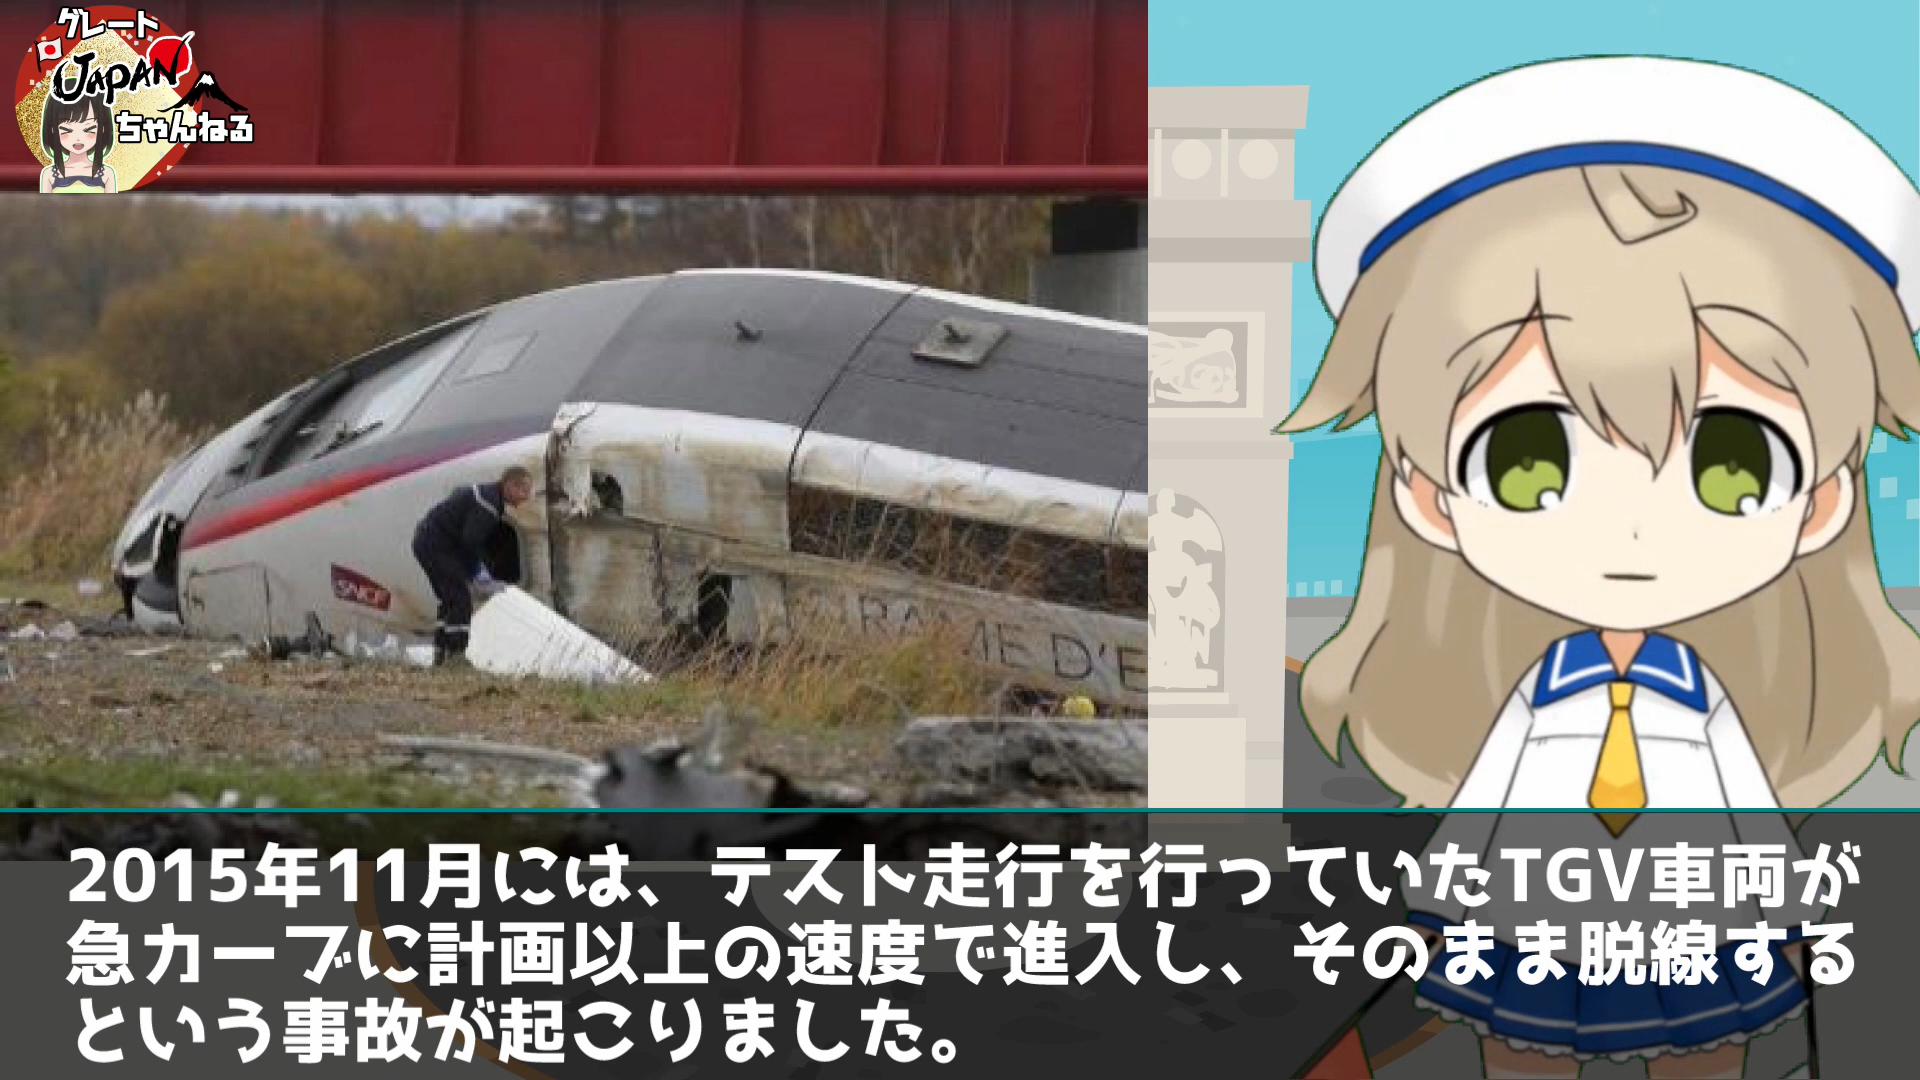 グレート
JAPAN
ちゃんねる
SNCF
RAME D'E
2015年11月には、テスト走行を行っていたTGV車両が
急カーブに計画以上の速度で進入し、そのまま脱線する
という事故が起こりました。